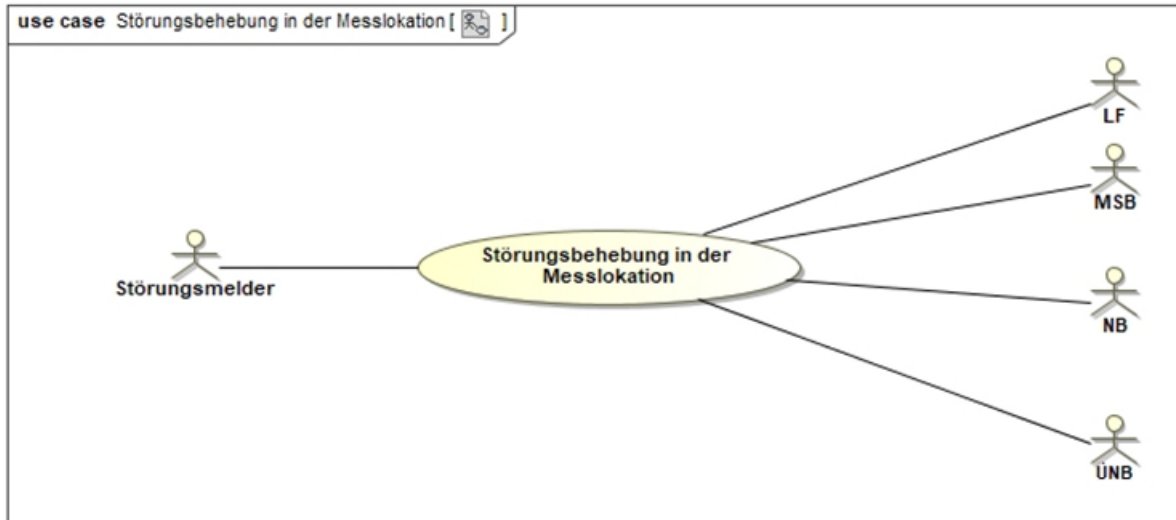 use case Störungsbehebung in der Messlokation [ ]
LF
MSB
Störungsbehebung in der
Messlokation
Störungsmelder
NB
ÜNB